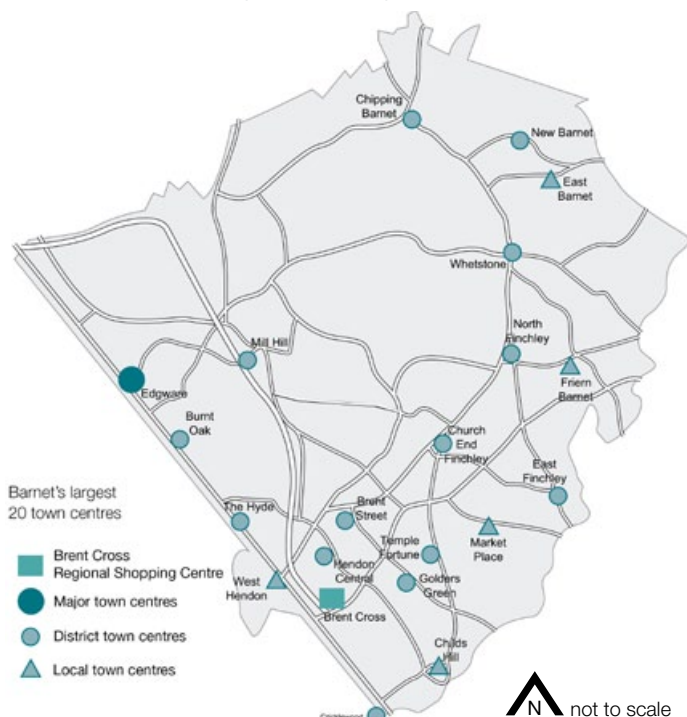 Chipping
Barnet
New Barnet
East
Barnet
Whetstone
North
Finchley
Mill Hill
Friern
Barnet
Edgware
Burnt
Oak
Church
End
Finchley
East
Finchley
Barnet's largest
20 town centres
The Hyde
Brent
Street
Market
Place
Temple
Fortune
Hendon
Central
Golders
Green
West
Hendon
Brent Cross
Childs
Hill
Brent Cross
Regional Shopping Centre
Major town centres
District town centres
Local town centres
N not to scale